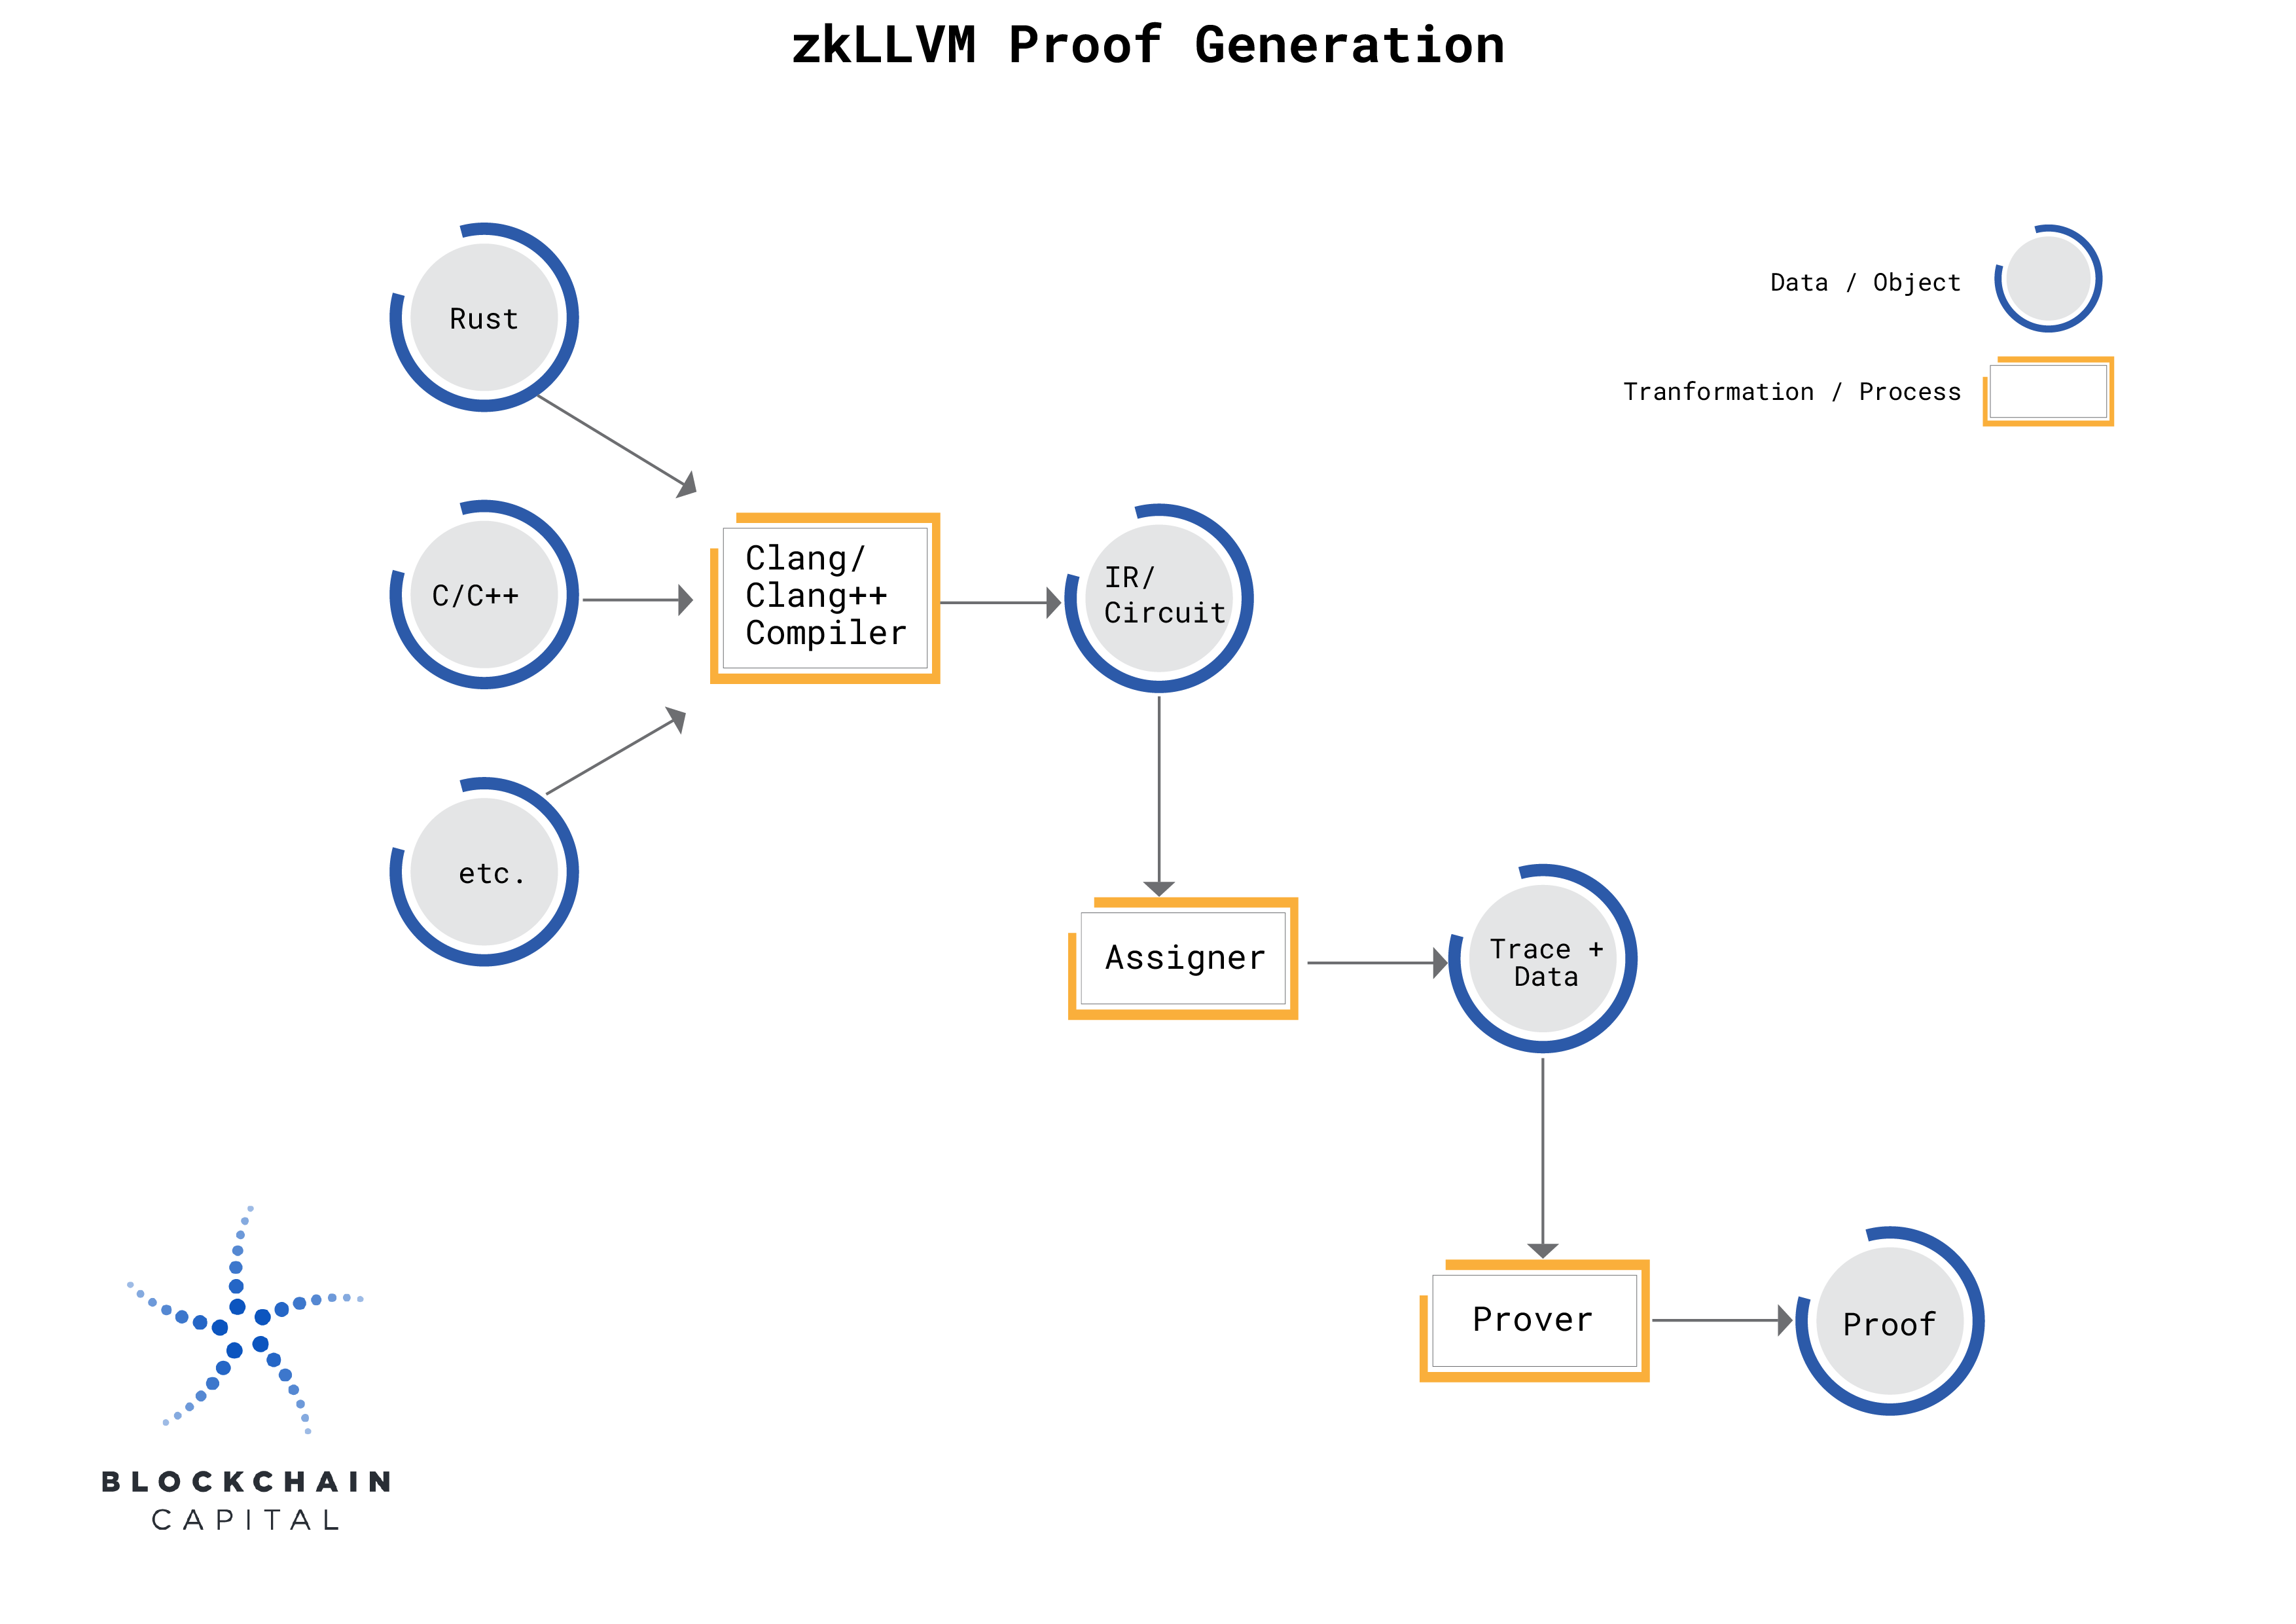 zkLLVM Proof Generation
Rust
Data / Object
Tranformation / Process
C/C++
Clang/
Clang++
Compiler
IR/
Circuit
etc.
Assigner
Trace +
Data
Prover
Proof
BLOCKCHAIN
CAPITAL